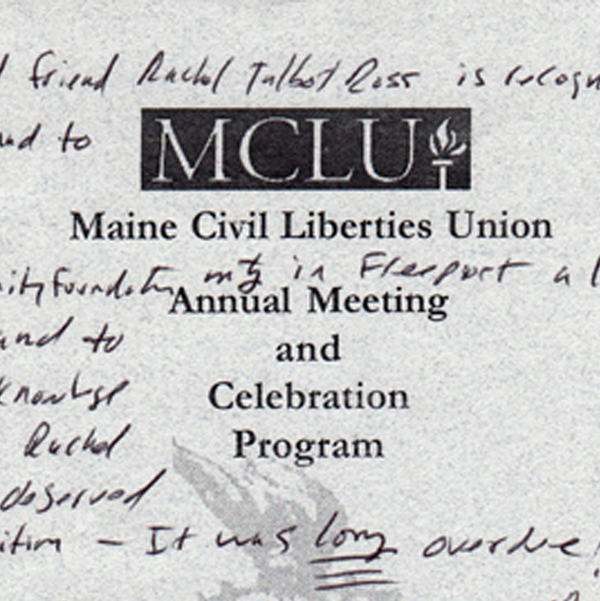 friend Rachel Talbot Ross is recogn
to
MCLU
Maine Civil Liberties Union
mtg in Freeport a
Annual Meeting
and to
and
Celebration
Rachel
Program
deserved
— It was long overdue!